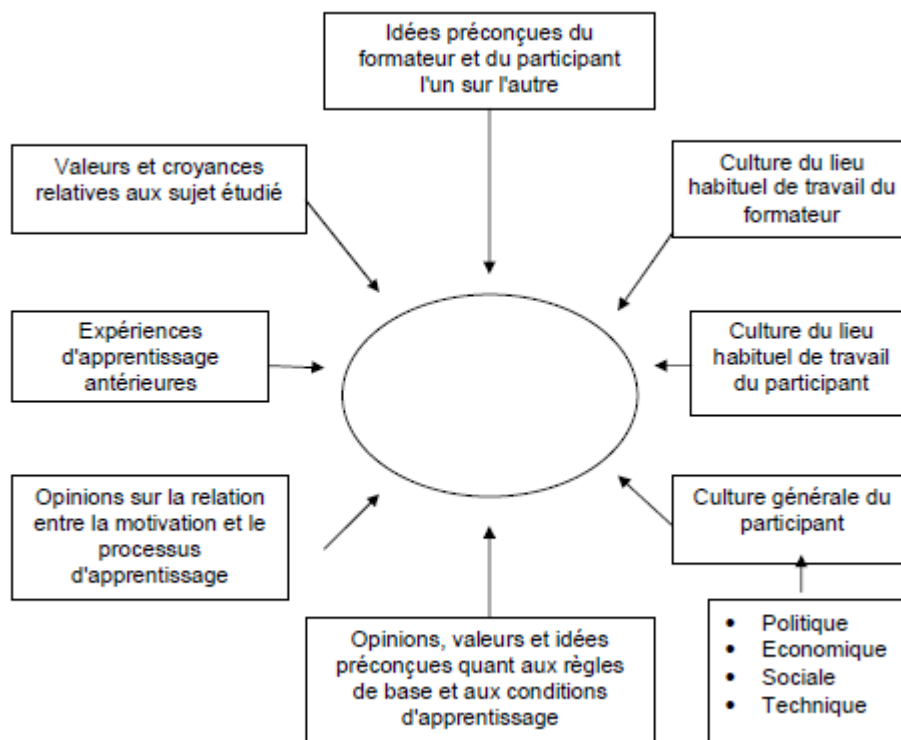 Idées préconçues du
formateur et du participant
l'un sur l'autre
Valeurs et croyances
relatives aux sujet étudié
Culture du lieu
habituel de travail du
formateur
Expériences
d'apprentissage
antérieures
Culture du lieu
habituel de travail
du participant
Opinions sur la relation
entre la motivation et le
processus
d'apprentissage
Culture générale du
participant
Opinions, valeurs et idées
préconçues quant aux règles
de base et aux conditions
d'apprentissage
• Politique
• Economique
• Sociale
• Technique